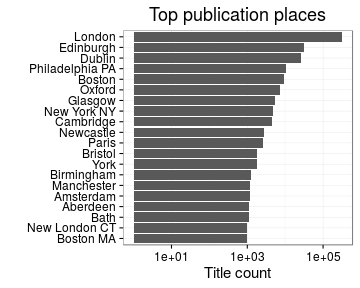 Top publication places
London
Edinburgh
Dublin
Philadelphia PA
Boston
Oxford
Glasgow
New York NY
Cambridge
Newcastle
Paris
Bristol
York
Birmingham
Manchester
Amsterdam
Aberdeen
Bath
New London CT
Boston MA
1e+01 1e+03 1e+05
Title count